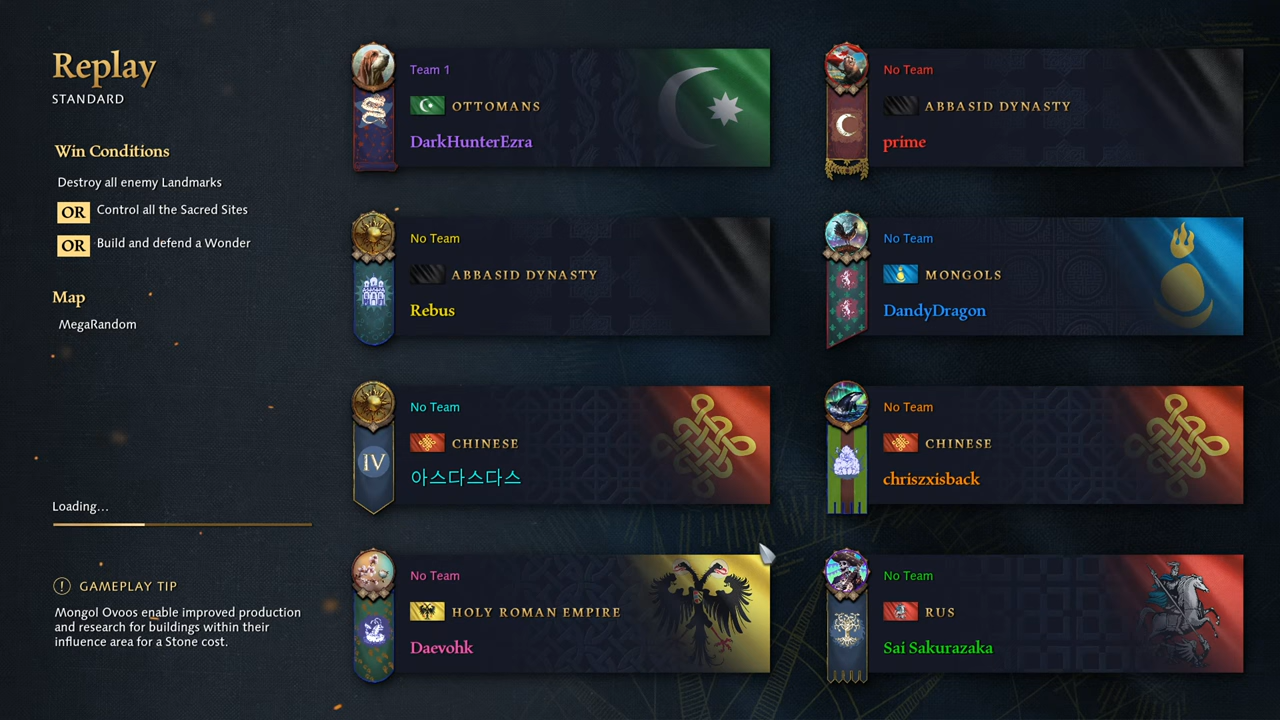 Replay
STANDARD
Win Conditions
Destroy all enemy Landmarks
OR Control all the Sacred Sites
OR Build and defend a Wonder
Map
MegaRandom
Loading...
GAMEPLAY TIP
Mongol Ovoos enable improved production
and research for buildings within their
influence area for a Stone cost.
Team 1
OTTOMANS
DarkHunterEzra
No Team
ABBASID DYNASTY
prime
No Team
ABBASID DYNASTY
Rebus
No Team
MONGOLS
DandyDragon
No Team
CHINESE
IV
아스다스다스
No Team
CHINESE
chriszxisback
No Team
HOLY ROMAN EMPIRE
Daevohk
No Team
RUS
Sai Sakurazaka